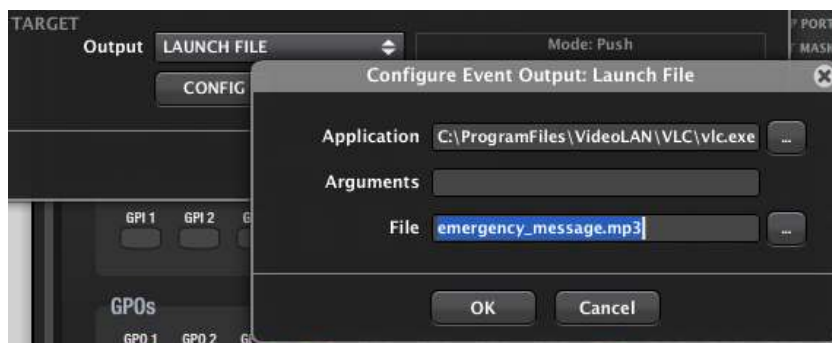 TARGET
Output LAUNCH FILE
Mode: Push
PORT
MASK
CONFIG
Configure Event Output: Launch File
Application C:\ProgramFiles\VideoLAN\VLC\vlc.exe ...
Arguments
File emergency_message.mp3 ...
OK Cancel
GPI 1 GPI 2 G
GPOs
GPO 1 GPO 2